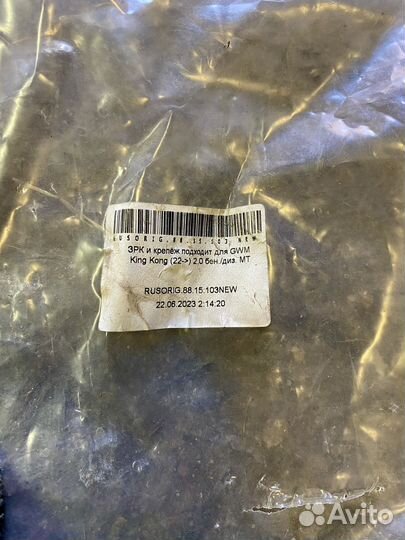 RUSORIG.88.15.103NEW
ЗРК и крепёж подходит для GWM
King Kong (22->) 2.0 бен./диз. МТ
RUSORIG.88.15.103NEW
22.06.2023 2:14:20
Avito